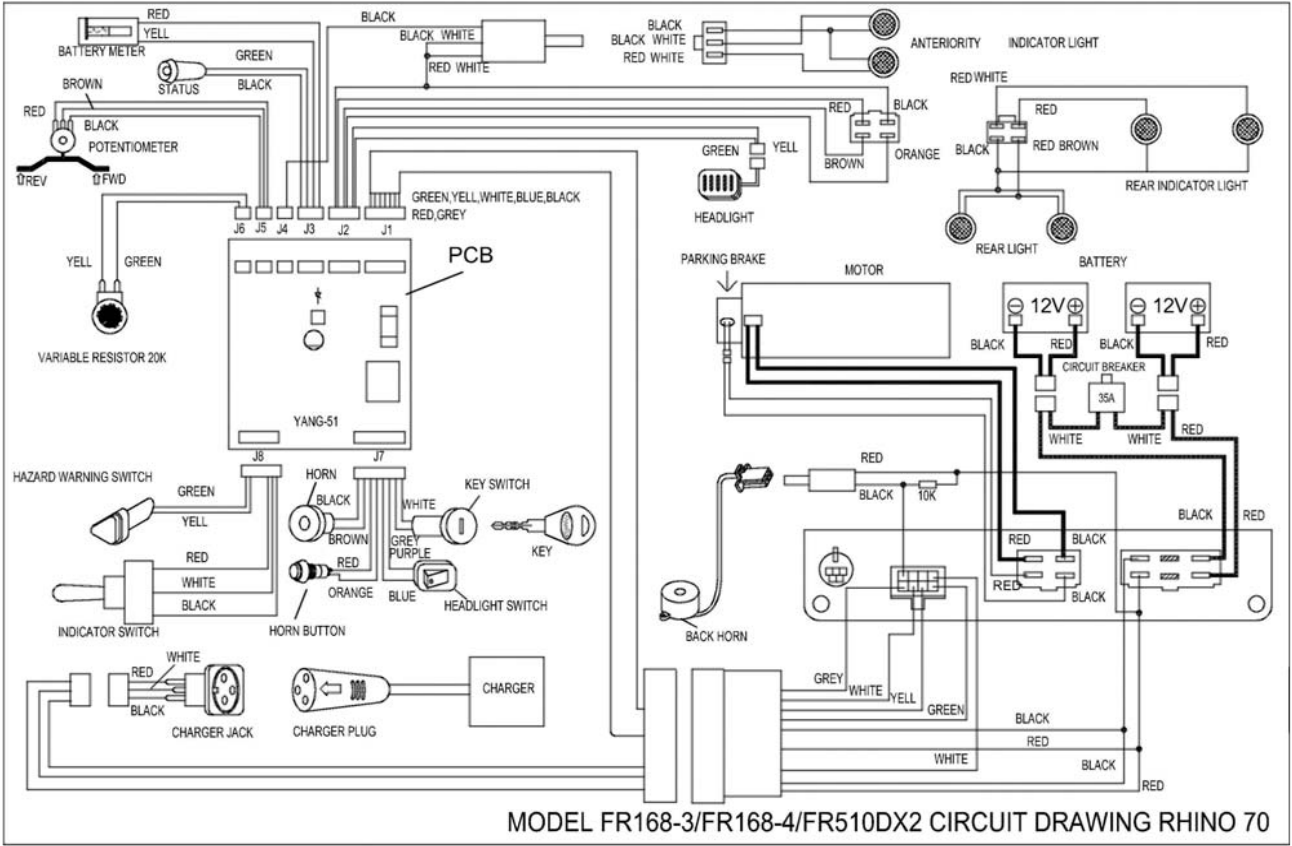 RED
YELL
BATTERY METER
GREEN
STATUS
BLACK
BROWN
RED
BLACK
POTENTIOMETER
REV
FWD
BLACK
BLACK WHITE
RED WHITE
BLACK
BLACK WHITE
RED WHITE
ANTERIORITY
INDICATOR LIGHT
RED WHITE
RED
BLACK
RED BROWN
REAR INDICATOR LIGHT
REAR LIGHT
RED
BLACK
BROWN
ORANGE
GREEN
YELL
HEADLIGHT
GREEN,YELL,WHITE,BLUE,BLACK
RED,GREY
J6
J5
J4
J3
J2
J1
PCB
YELL
GREEN
VARIABLE RESISTOR 20K
YANG-51
J8
J7
PARKING BRAKE
MOTOR
BATTERY
12V
12V
BLACK
RED
BLACK
RED
CIRCUIT BREAKER
35A
WHITE
WHITE
RED
HAZARD WARNING SWITCH
GREEN
YELL
RED
WHITE
BLACK
INDICATOR SWITCH
HORN
BLACK
BROWN
RED
ORANGE
HORN BUTTON
WHITE
KEY SWITCH
GREY
PURPLE
KEY
BLUE
HEADLIGHT SWITCH
RED
BLACK
10K
BACK HORN
RED
BLACK
BLACK
RED
RED
BLACK
RED
WHITE
BLACK
CHARGER JACK
CHARGER PLUG
CHARGER
GREY
WHITE
YELL
GREEN
BLACK
RED
WHITE
BLACK
RED
MODEL FR168-3/FR168-4/FR510DX2 CIRCUIT DRAWING RHINO 70